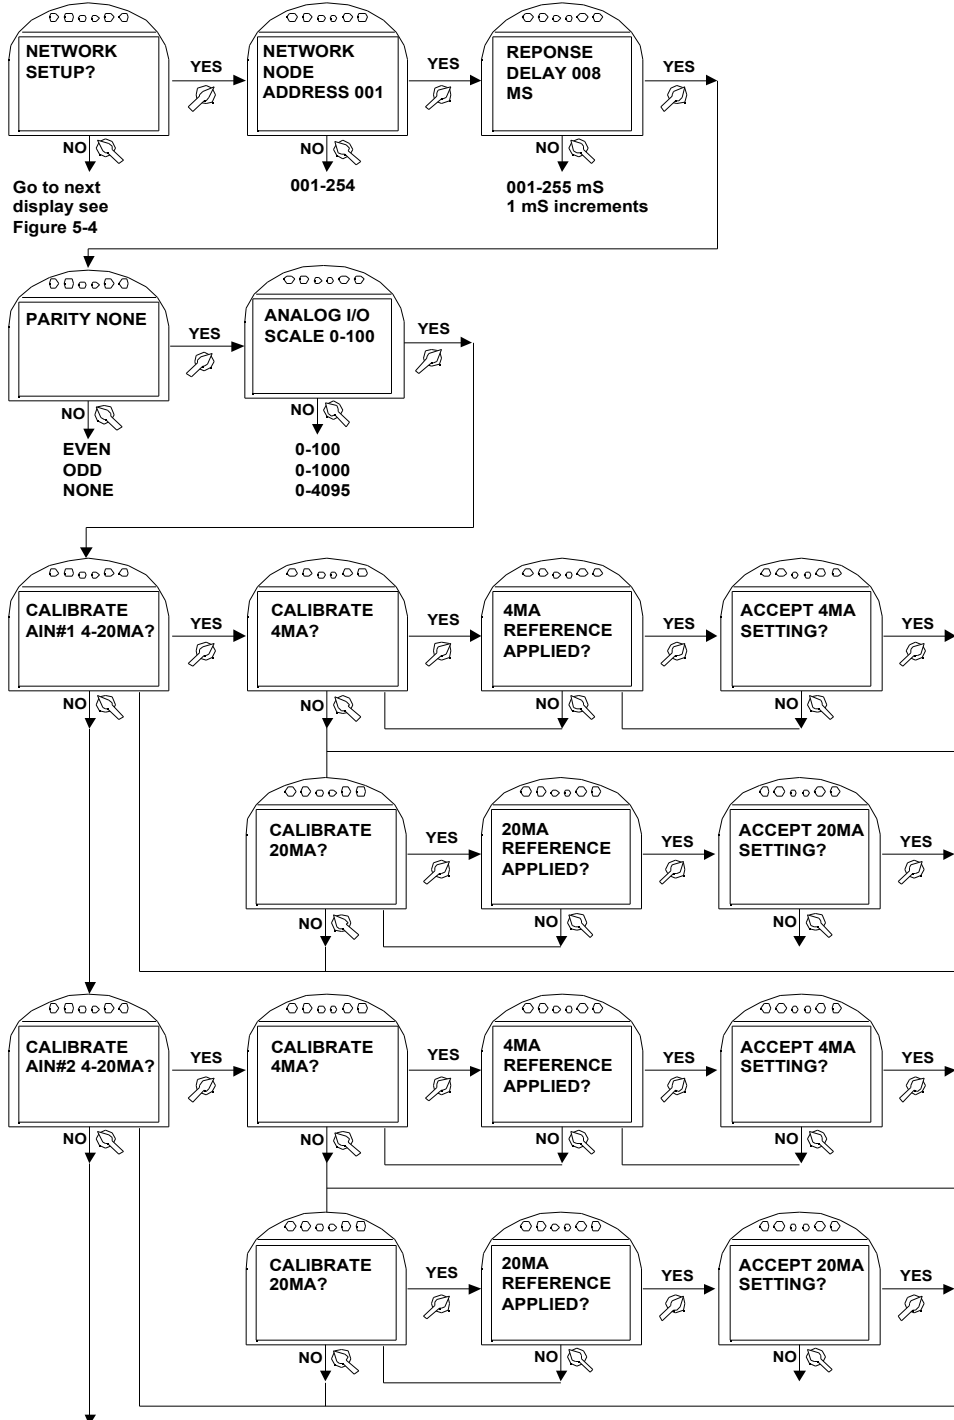 NETWORK
SETUP?
YES
NETWORK
NODE
ADDRESS 001
YES
REPONSE
DELAY 008
MS
YES
NO
NO
NO
Go to next
display see
Figure 5-4
001-254
001-255 mS
1 mS increments
PARITY NONE
YES
ANALOG I/O
SCALE 0-100
YES
NO
NO
EVEN
ODD
NONE
0-100
0-1000
0-4095
CALIBRATE
AIN#1 4-20MA?
YES
CALIBRATE
4MA?
YES
4MA
REFERENCE
APPLIED?
YES
ACCEPT 4MA
SETTING?
YES
NO
NO
NO
NO
CALIBRATE
20MA?
YES
20MA
REFERENCE
APPLIED?
YES
ACCEPT 20MA
SETTING?
YES
NO
NO
NO
CALIBRATE
AIN#2 4-20MA?
YES
CALIBRATE
4MA?
YES
4MA
REFERENCE
APPLIED?
YES
ACCEPT 4MA
SETTING?
YES
NO
NO
NO
NO
CALIBRATE
20MA?
YES
20MA
REFERENCE
APPLIED?
YES
ACCEPT 20MA
SETTING?
YES
NO
NO
NO